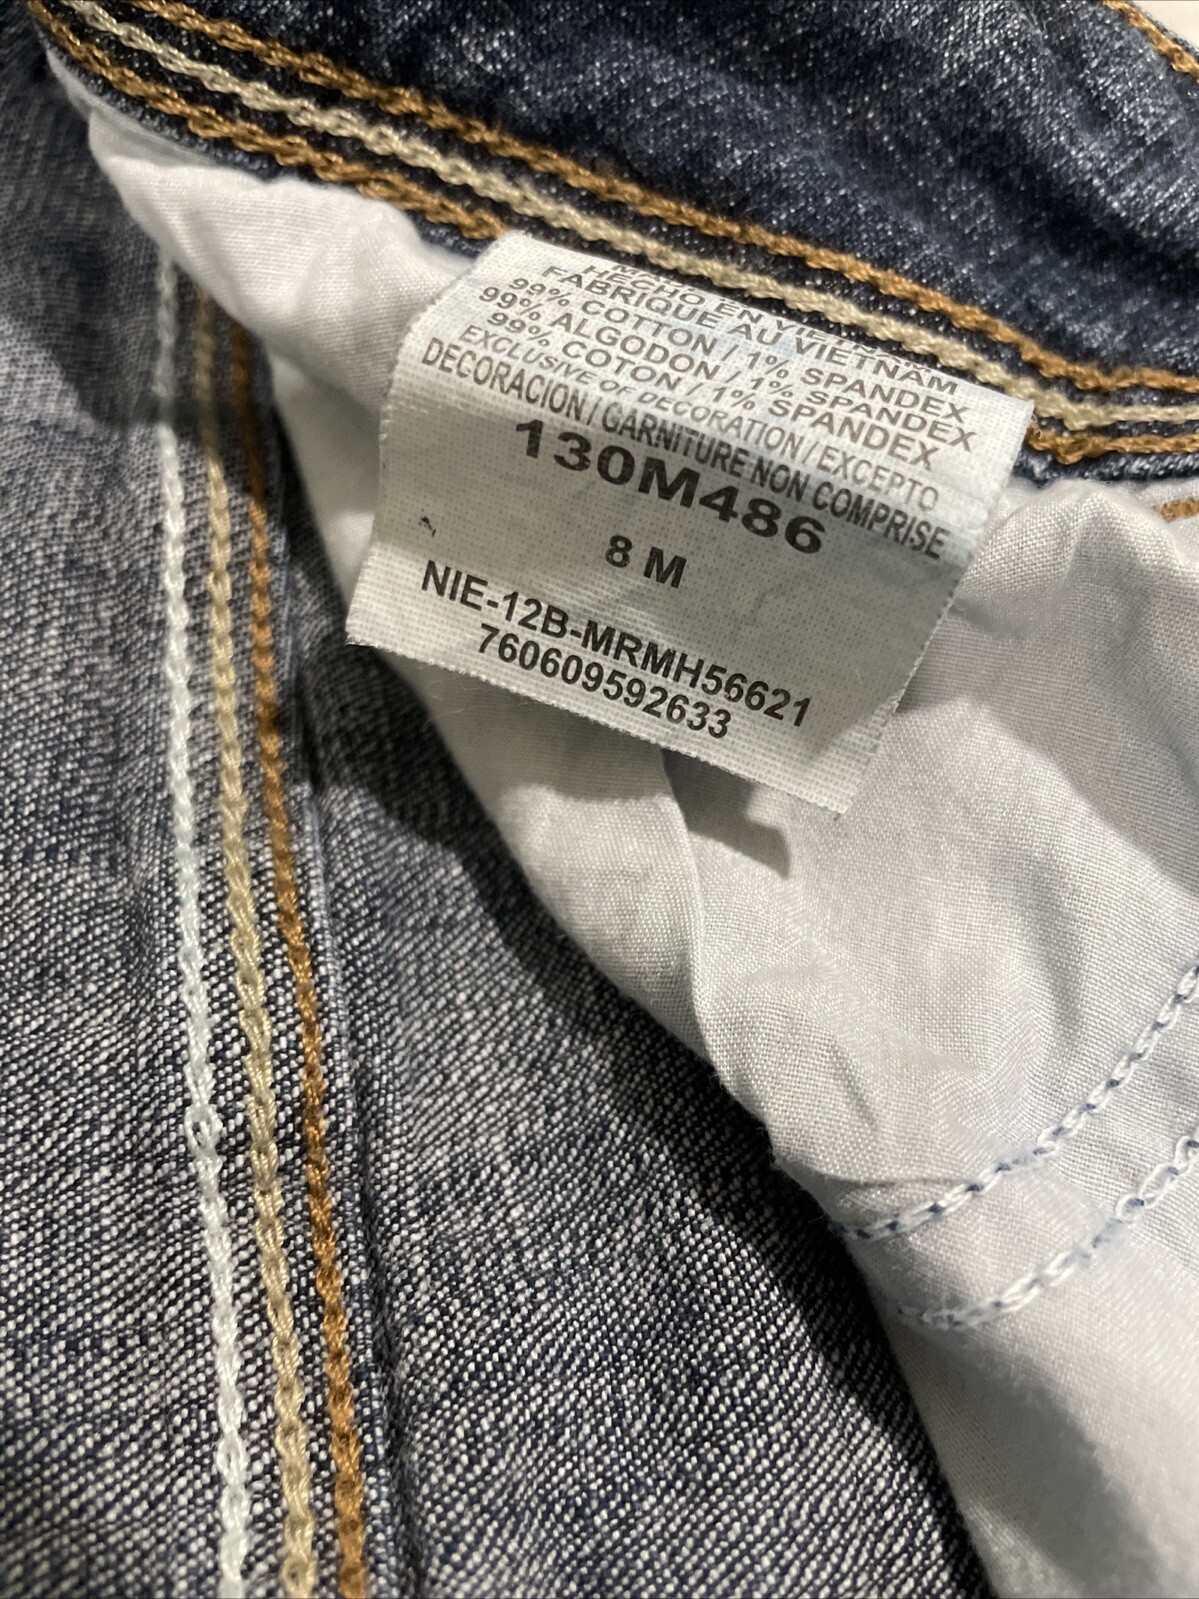 HECHO EN
FABRIQUE AU VIETNAM
99% COTTON / 1% SPANDEX
99% ALGODON / 1% SPANDEX
99% COTON / 1% SPANDEX
EXCLUSIVE OF DECORATION / EXCEPTO
DECORACION / GARNITURE NON COMPRISE
130M486
8 M
NIE-12B-MRMH56621
760609592633